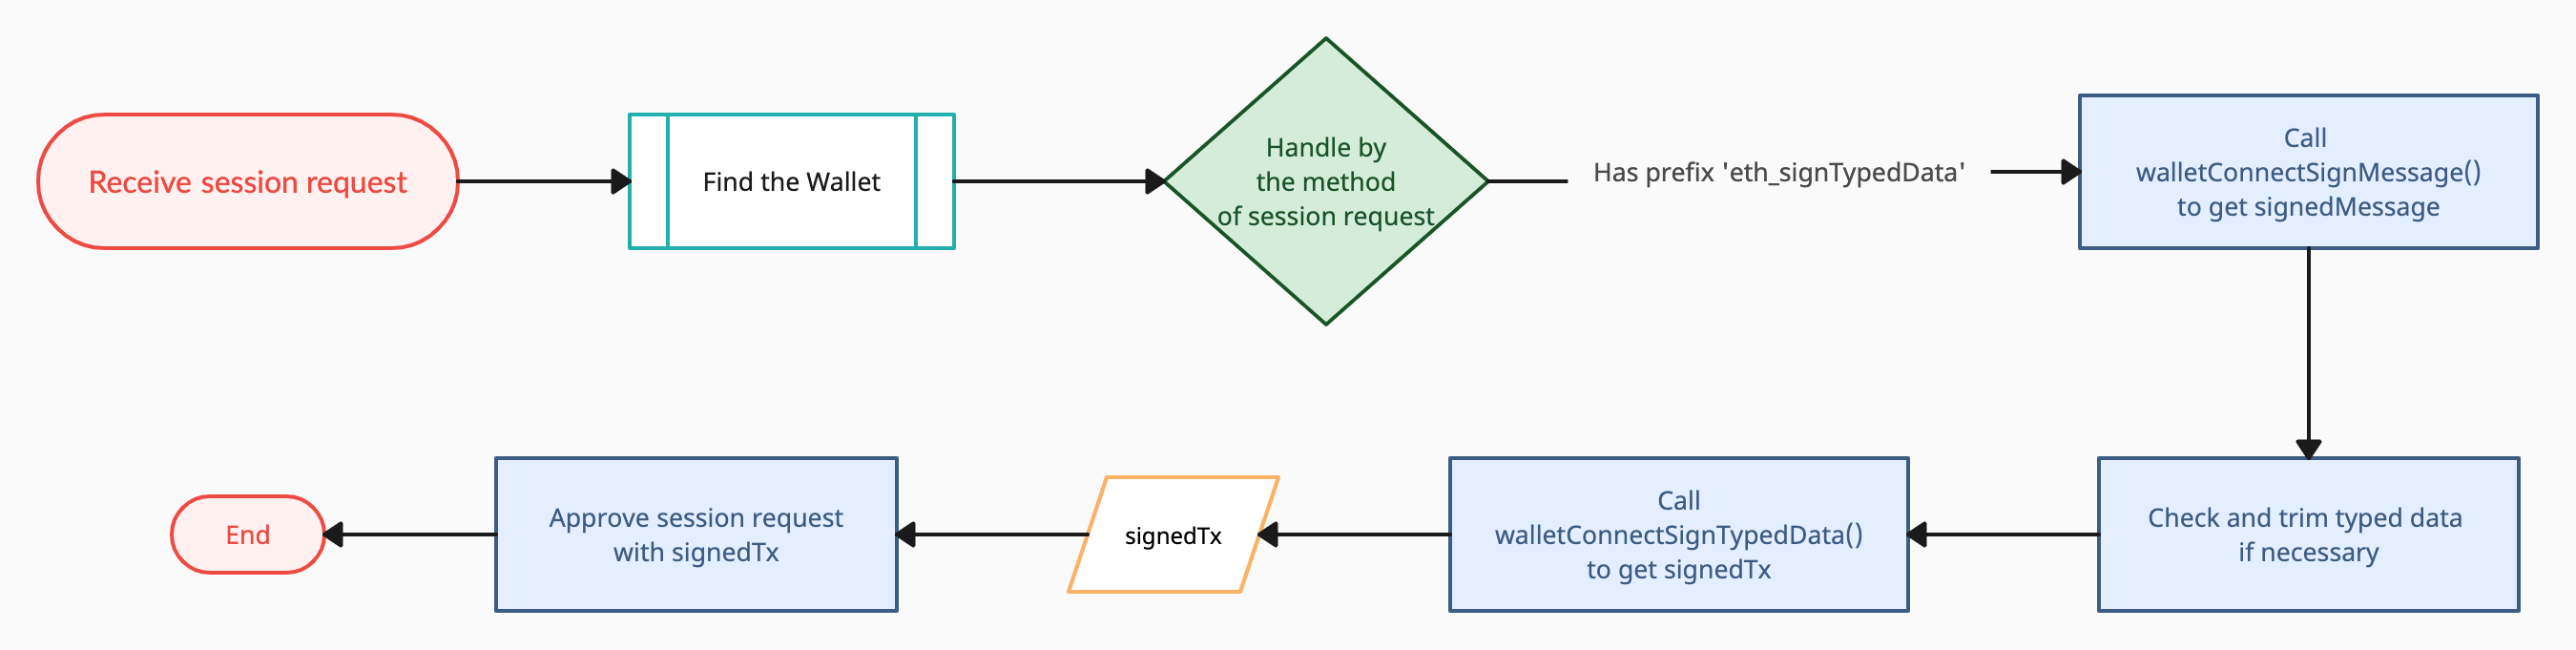 Receive session request
Find the Wallet
Handle by
the method
of session request
Has prefix 'eth_signTypedData'
Call
walletConnectSignMessage()
to get signedMessage
Check and trim typed data
if necessary
Call
walletConnectSignTypedData()
to get signedTx
signedTx
Approve session request
with signedTx
End